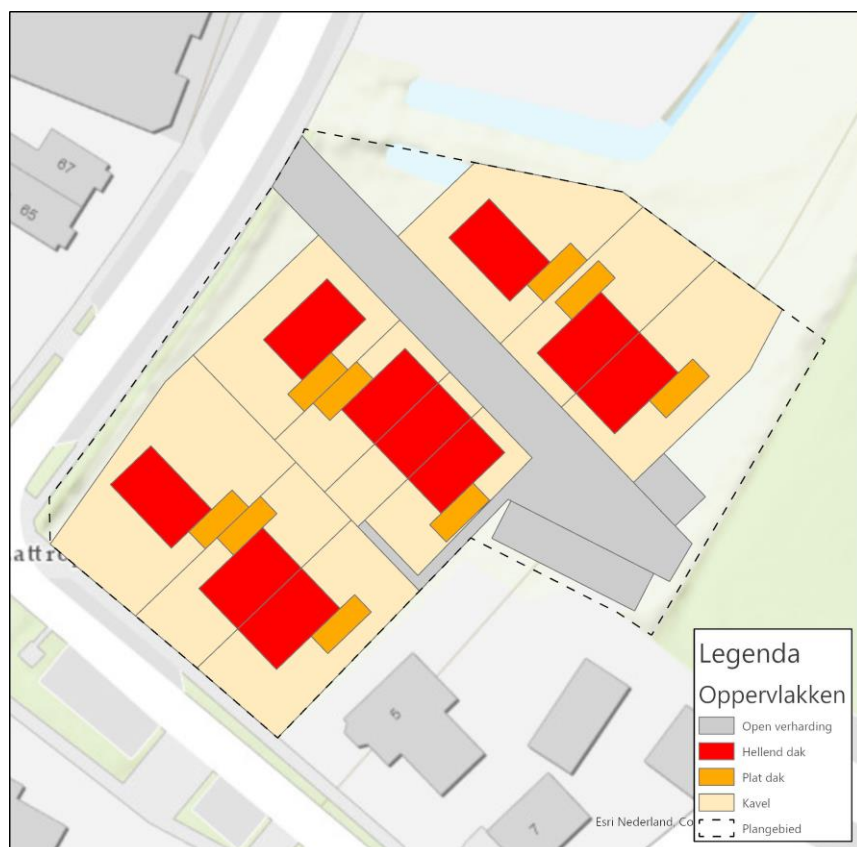 67
65
attro
5
7
Esri Nederland, Co
Legenda
Oppervlakken
Open verharding
Hellend dak
Plat dak
Kavel
Plangebied